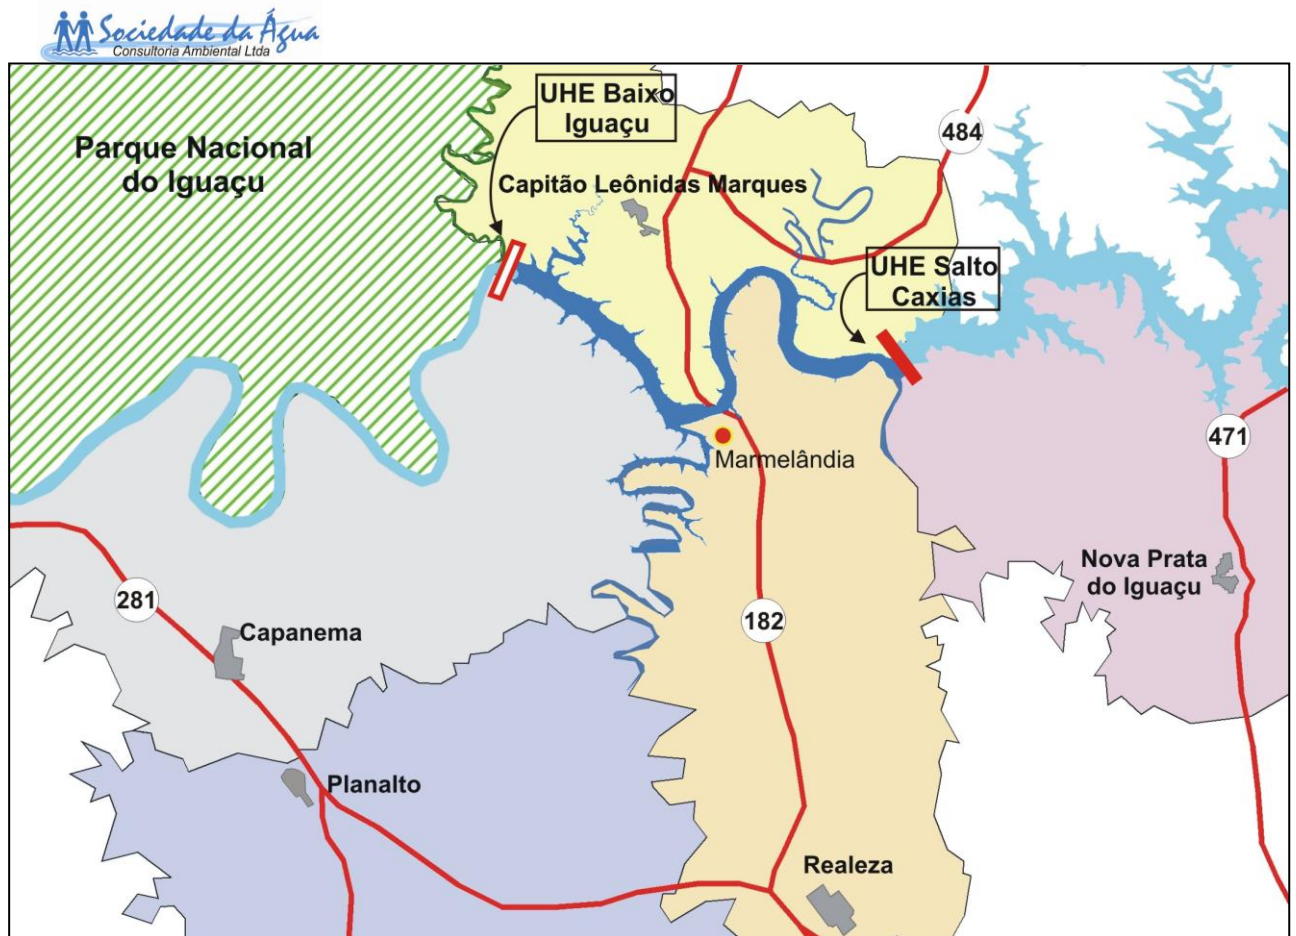 Sociedade da Água
Consultoria Ambiental Ltda
UHE Baixo
Iguaçu
484
Parque Nacional
do Iguaçu
Capitão Leônidas Marques
UHE Salto
Caxias
471
Marmelândia
Nova Prata
do Iguaçu
281
182
Capanema
Planalto
Realeza